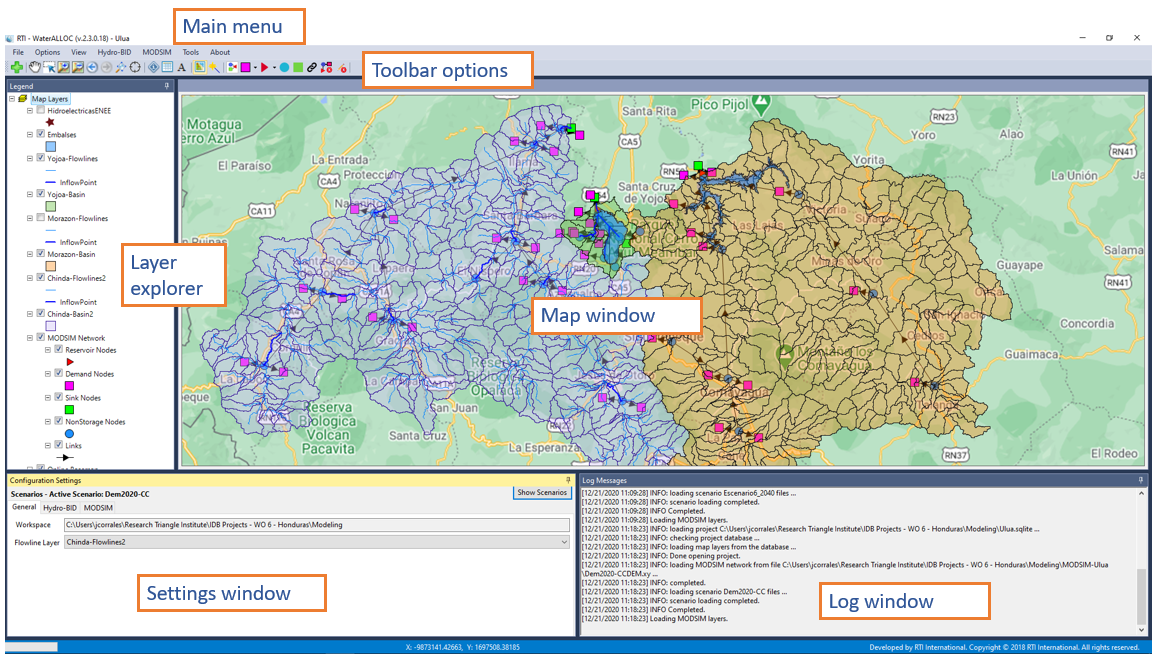 Main menu
RTI - WaterALLOC (v.2.3.0.18) - Ulua
File Options View Hydro-BID MODSIM Tools About
Toolbar options
A
Legend
Map Layers
HidroelectricasENEE
Embalses
Yojoa-Flowlines
InflowPoint
Yojoa-Basin
Morazon-Flowlines
InflowPoint
Morazon-Basin
Chinda-Flowlines2
InflowPoint
Chinda-Basin2
MODSIM Network
Reservoir Nodes
Demand Nodes
Sink Nodes
NonStorage Nodes
Links
Layer
explorer
Motagua
erro Azul
El Paraíso
La Entrada
Protección
CA4
CA11
Santa Rita
CA5
Pico Pijol
RN23
Yoro
Alao
RN41
Yorita
La Unión
Santa Cruz
de Yojoa
Victoria
Las Lajas
Salama
Guayape
RN41
Concordia
Guaimaca
Map window
Cedros
Montaña los
Comayagua
San Juan
Santa Cruz
La Esperanza
Reserva
Biologica
Volcan
Pacavita
Reserva
Biologica
Opalaca
RN37
El Rodeo
Configuration Settings
Scenarios - Active Scenario: Dem2020-CC
Show Scenarios
General Hydro-BID MODSIM
Workspace C:\Users\jcorrales\Research Triangle Institute\IDB Projects - WO 6 - Honduras\Modeling
Flowline Layer Chinda-Flowlines2
Settings window
Log Messages
[12/21/2020 11:09:28] INFO: loading scenario Escenario6_2040 files ...
[12/21/2020 11:09:28] INFO: scenario loading completed.
[12/21/2020 11:09:28] INFO Completed.
[12/21/2020 11:09:28] Loading MODSIM layers.
[12/21/2020 11:18:23] INFO: loading project C:\Users\jcorrales\Research Triangle Institute\IDB Projects - WO 6 - Honduras\Modeling\Ulua.sqlite ...
[12/21/2020 11:18:23] INFO: checking project database ...
[12/21/2020 11:18:23] INFO: loading map layers from the database ...
[12/21/2020 11:18:23] INFO: Done opening project.
[12/21/2020 11:18:23] INFO: loading MODSIM network from file C:\Users\jcorrales\Research Triangle Institute\IDB Projects - WO 6 - Honduras\Modeling\MODSIM-Ulua
\Dem2020-CCDEM.xy ...
[12/21/2020 11:18:23] INFO: completed.
[12/21/2020 11:18:23] INFO: loading scenario Dem2020-CC files ...
[12/21/2020 11:18:23] INFO: scenario loading completed.
[12/21/2020 11:18:23] INFO Completed.
[12/21/2020 11:18:23] Loading MODSIM layers.
Log window
X: -9873141.42663, Y: 1697508.38185
Developed by RTI International. Copyright © 2018 RTI International. All rights reserved.